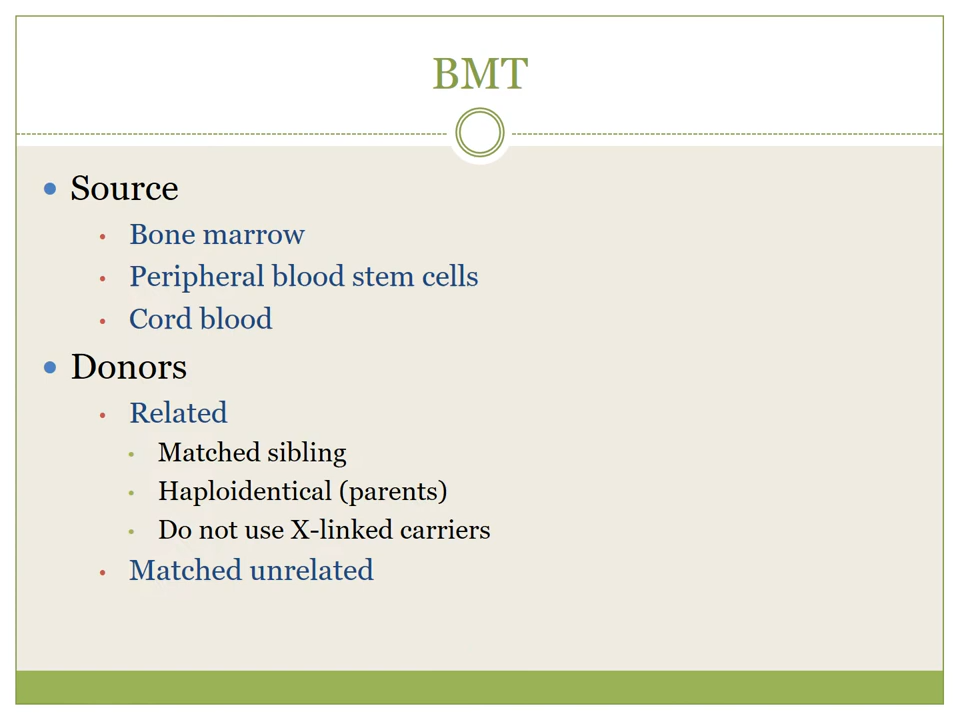 BMT
Source
Bone marrow
Peripheral blood stem cells
Cord blood
Donors
Related
Matched sibling
Haploidentical (parents)
Do not use X-linked carriers
Matched unrelated